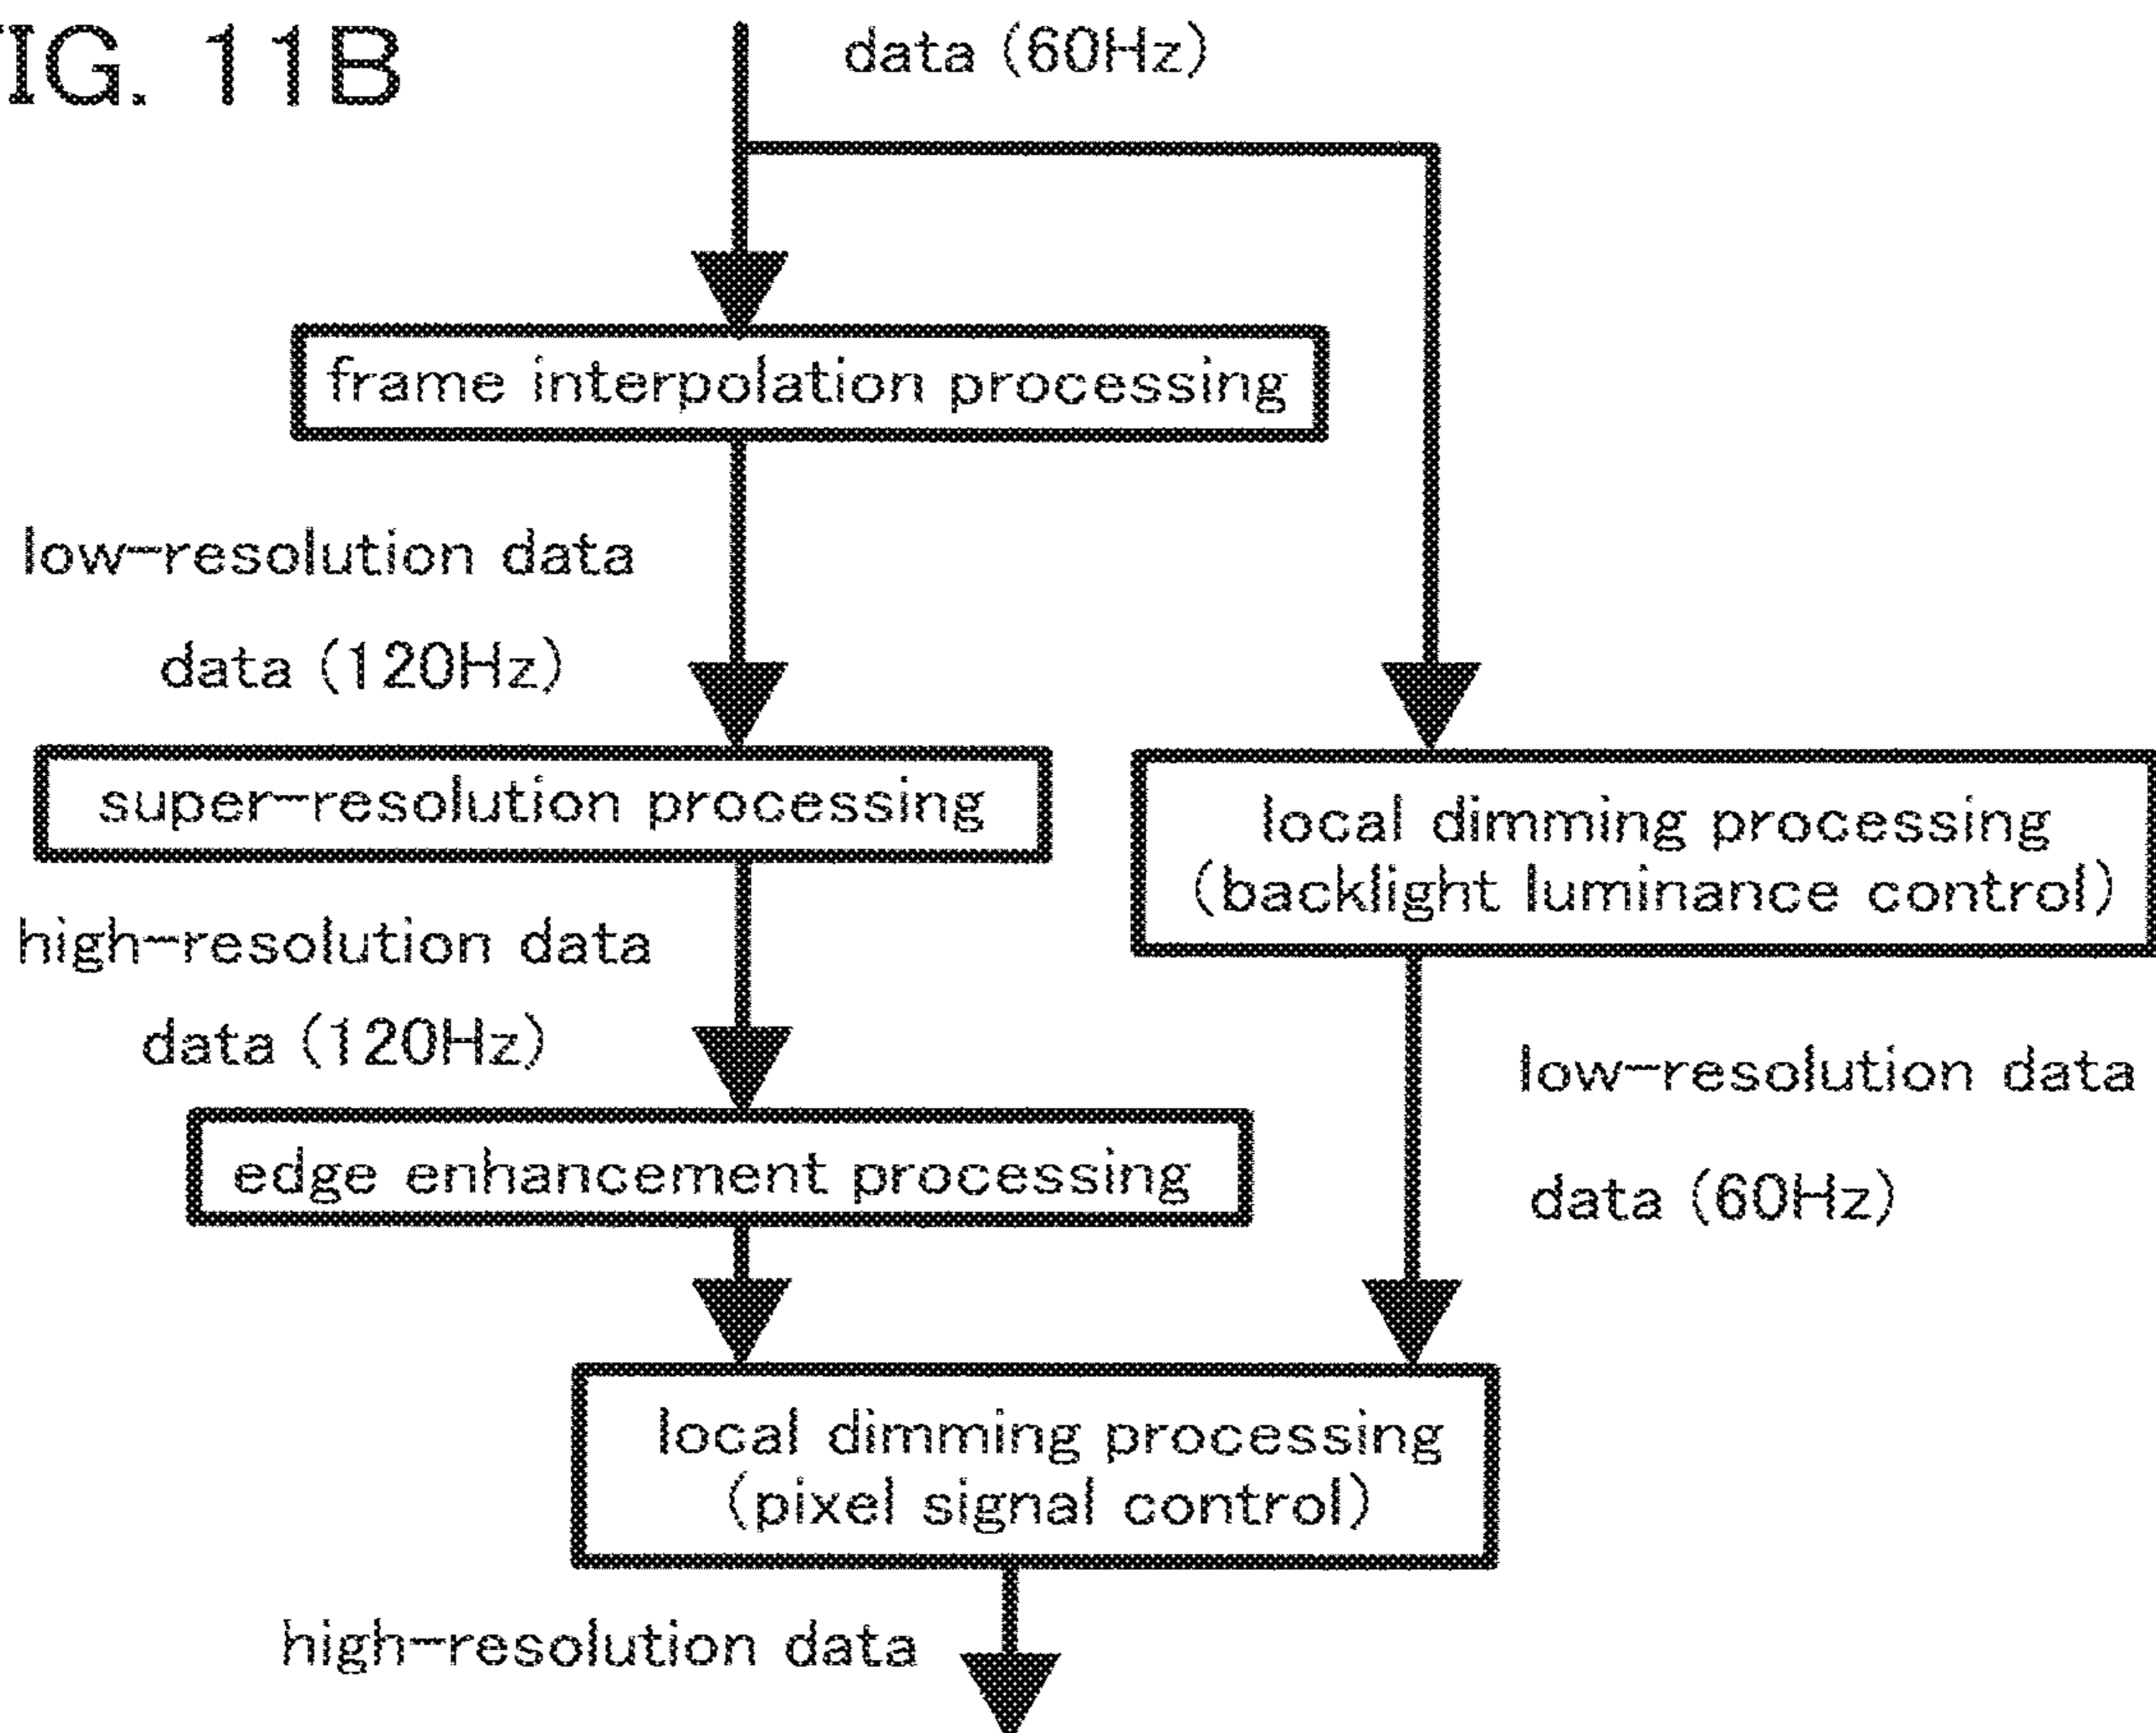 FIG. 11B
data (60Hz)
frame interpolation processing
low-resolution data
data (120Hz)
super-resolution processing
local dimming processing
(backlight luminance control)
high-resolution data
data (120Hz)
low-resolution data
data (60Hz)
edge enhancement processing
local dimming processing
(pixel signal control)
high-resolution data